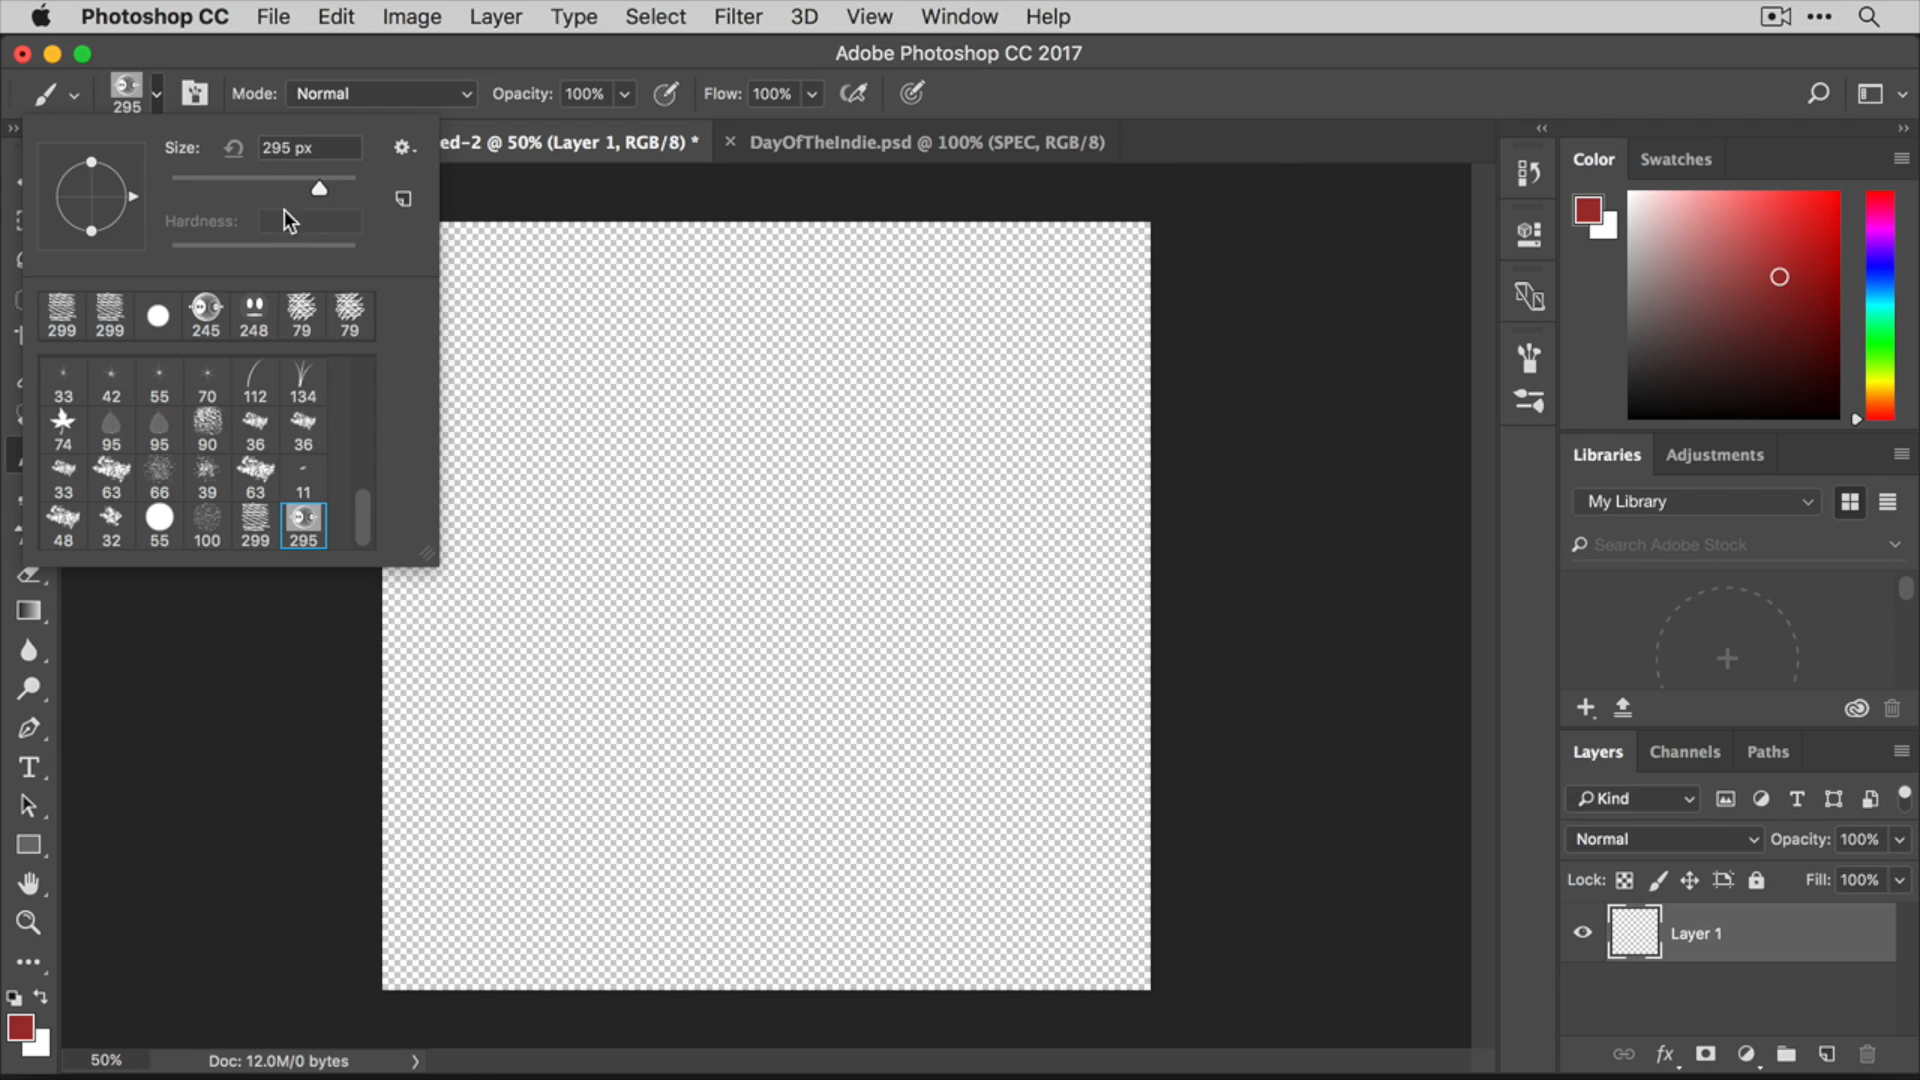 Photoshop CC File Edit Image Layer Type Select Filter 3D View Window Help
Adobe Photoshop CC 2017
295 Mode: Normal Opacity: 100% Flow: 100%
ed-2 @ 50% (Layer 1, RGB/8) * DayOfTheIndie.psd @ 100% (SPEC, RGB/8)
Size: 295 px
Hardness:
299 299 245 248 79 79
33 42 55 70 112 134
74 95 95 90 36 36
33 63 66 39 63 11
48 32 55 100 299 295
Color Swatches
Libraries Adjustments
My Library
Search Adobe Stock
Layers Channels Paths
Kind
Normal Opacity: 100%
Lock: Fill: 100%
Layer 1
fx
50% Doc: 12.0M/0 bytes